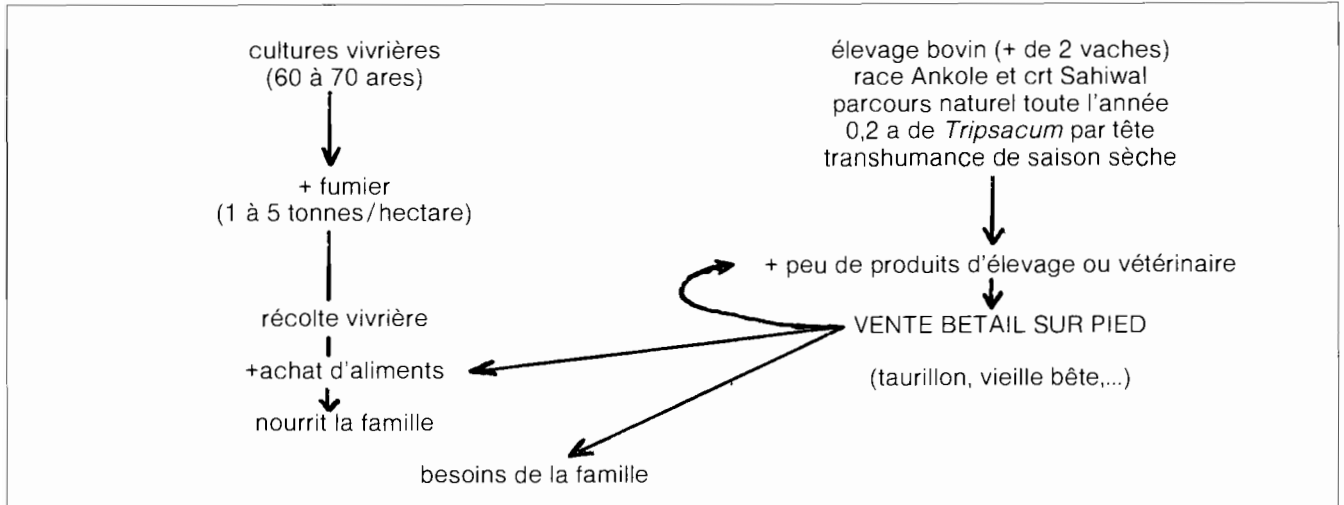 cultures vivrières
(60 à 70 ares)
+ fumier
(1 à 5 tonnes/hectare)
récolte vivrière
+achat d'aliments
nourrit la famille
élevage bovin (+ de 2 vaches)
race Ankole et crt Sahiwal
parcours naturel toute l'année
0,2 a de Tripsacum par tête
transhumance de saison sèche
+ peu de produits d'élevage ou vétérinaire
VENTE BETAIL SUR PIED
(taurillon, vieille bête,...)
besoins de la famille